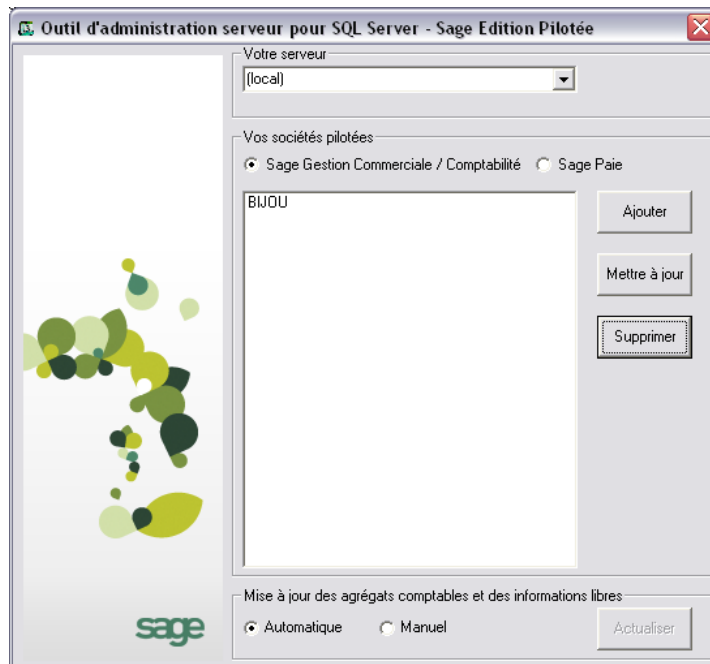 Outil d'administration serveur pour SQL Server - Sage Edition Pilotée
Votre serveur
(local)
Vos sociétés pilotées
Sage Gestion Commerciale / Comptabilité Sage Paie
BIJOU
Ajouter
Mettre à jour
Supprimer
Mise à jour des agrégats comptables et des informations libres
Automatique Manuel Actualiser
sage